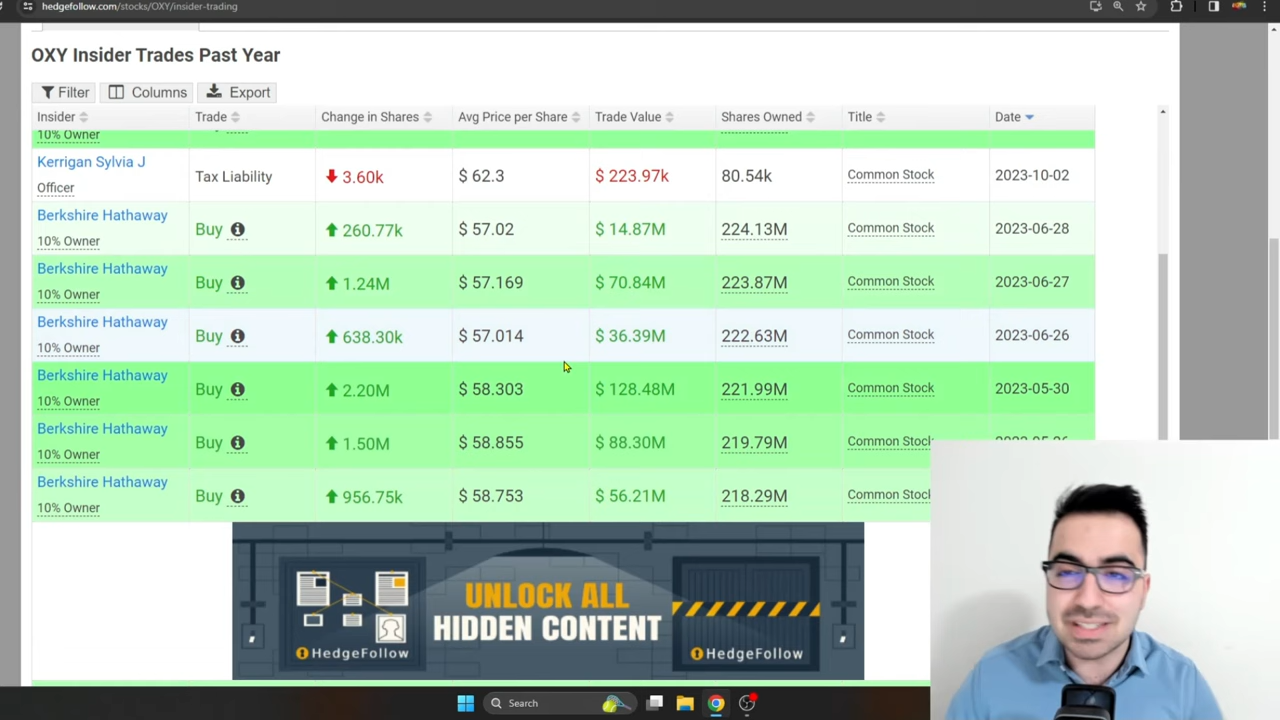 hedgefollow.com/stocks/OXY/insider-trading
OXY Insider Trades Past Year
Filter Columns Export
Insider Trade Change in Shares Avg Price per Share Trade Value Shares Owned Title Date
10% Owner
Kerrigan Sylvia J
Officer
Tax Liability 3.60k $ 62.3 $ 223.97k 80.54k Common Stock 2023-10-02
Berkshire Hathaway
10% Owner
Buy 260.77k $ 57.02 $ 14.87M 224.13M Common Stock 2023-06-28
Berkshire Hathaway
10% Owner
Buy 1.24M $ 57.169 $ 70.84M 223.87M Common Stock 2023-06-27
Berkshire Hathaway
10% Owner
Buy 638.30k $ 57.014 $ 36.39M 222.63M Common Stock 2023-06-26
Berkshire Hathaway
10% Owner
Buy 2.20M $ 58.303 $ 128.48M 221.99M Common Stock 2023-05-30
Berkshire Hathaway
10% Owner
Buy 1.50M $ 58.855 $ 88.30M 219.79M Common Stock
Berkshire Hathaway
10% Owner
Buy 956.75k $ 58.753 $ 56.21M 218.29M Common Stock
UNLOCK ALL
HIDDEN CONTENT
HedgeFollow HedgeFollow
Search